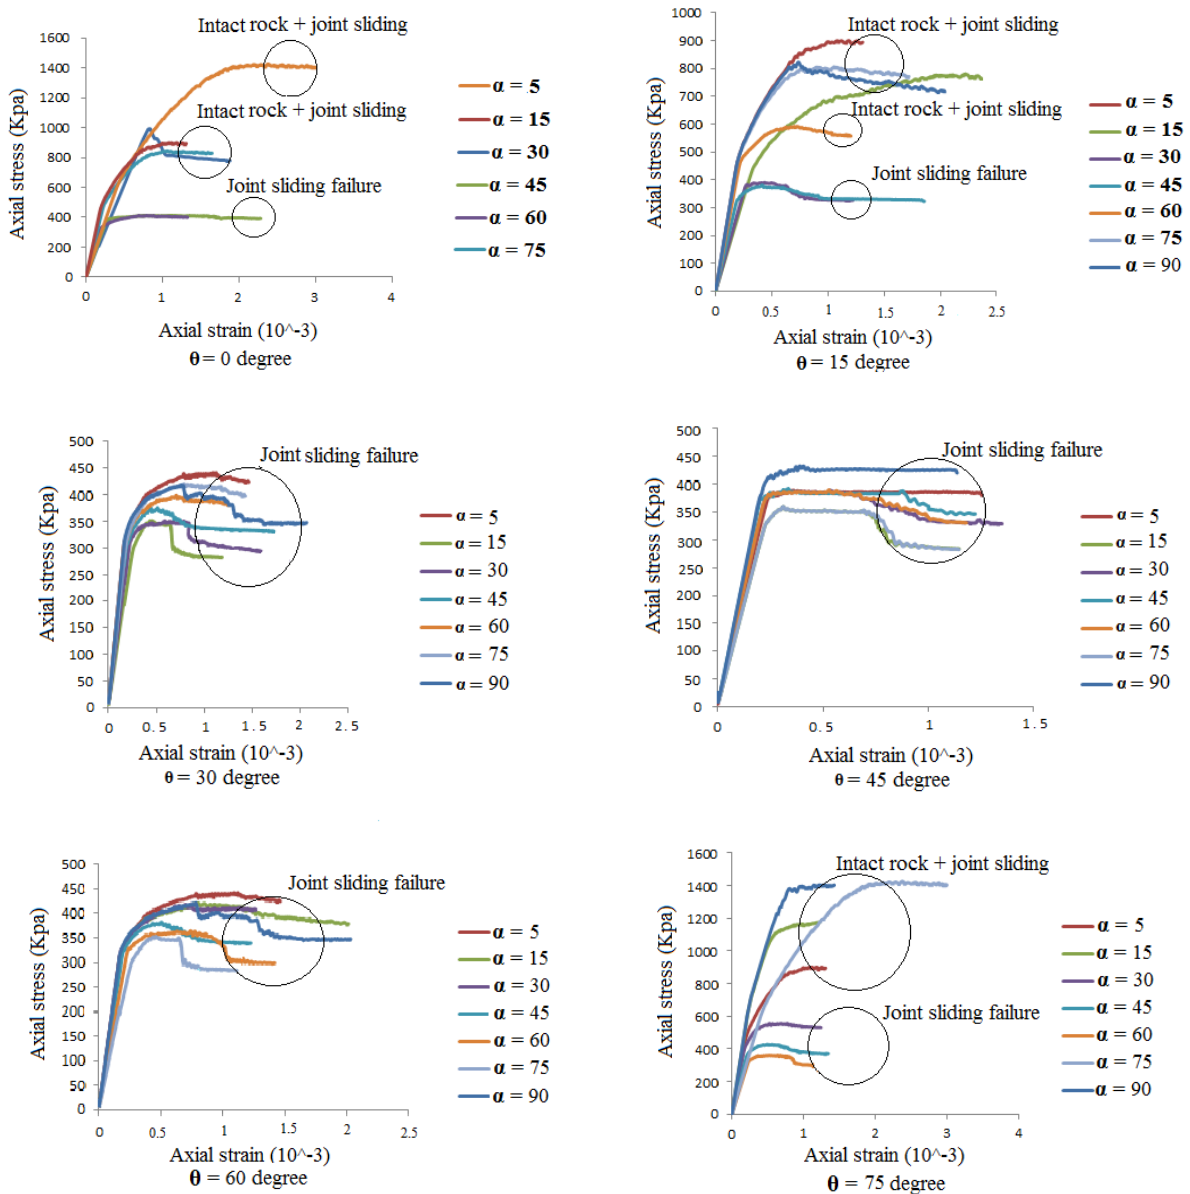 Intact rock + joint sliding
1600
1400
1200
1000
800
600
400
200
0
Axial stress (Kpa)
Intact rock + joint sliding
Joint sliding failure
0
1
2
3
4
Axial strain (10^-3)
θ = 0 degree
α = 5
α = 15
α = 30
α = 45
α = 60
α = 75
Intact rock + joint sliding
1000
900
800
700
600
500
400
300
200
100
0
Axial stress (Kpa)
Intact rock + joint sliding
Joint sliding failure
0
0.5
1
1.5
2
2.5
Axial strain (10^-3)
θ = 15 degree
α = 5
α = 15
α = 30
α = 45
α = 60
α = 75
α = 90
500
450
400
350
300
250
200
150
100
50
0
Axial stress (Kpa)
Joint sliding failure
0
0.5
1
1.5
2
2.5
Axial strain (10^-3)
θ = 30 degree
α = 5
α = 15
α = 30
α = 45
α = 60
α = 75
α = 90
500
450
400
350
300
250
200
150
100
50
0
Axial stress (Kpa)
Joint sliding failure
0
0.5
1
1.5
Axial strain (10^-3)
θ = 45 degree
α = 5
α = 15
α = 30
α = 45
α = 60
α = 75
α = 90
500
450
400
350
300
250
200
150
100
50
0
Axial stress (Kpa)
Joint sliding failure
0
0.5
1
1.5
2
2.5
Axial strain (10^-3)
θ = 60 degree
α = 5
α = 15
α = 30
α = 45
α = 60
α = 75
α = 90
1600
1400
1200
1000
800
600
400
200
0
Axial stress (Kpa)
Intact rock + joint sliding
Joint sliding failure
0
1
2
3
4
Axial strain (10^-3)
θ = 75 degree
α = 5
α = 15
α = 30
α = 45
α = 60
α = 75
α = 90